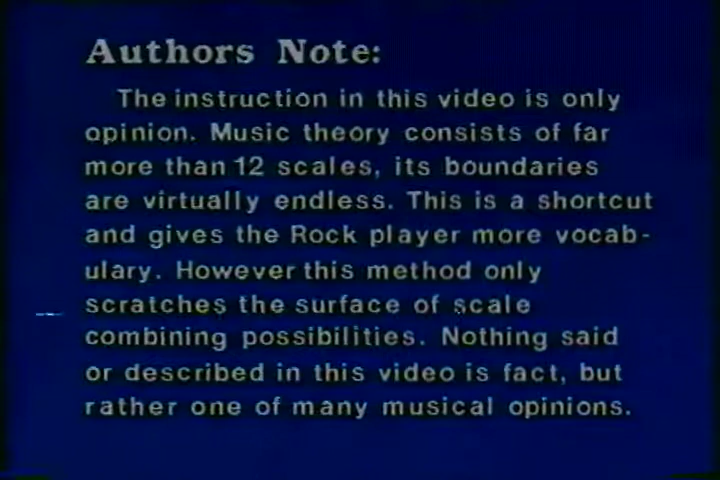 Authors Note:
The instruction in this video is only
opinion. Music theory consists of far
more than 12 scales, its boundaries
are virtually endless. This is a shortcut
and gives the Rock player more vocab-
ulary. However this method only
scratches the surface of scale
combining possibilities. Nothing said
or described in this video is fact, but
rather one of many musical opinions.